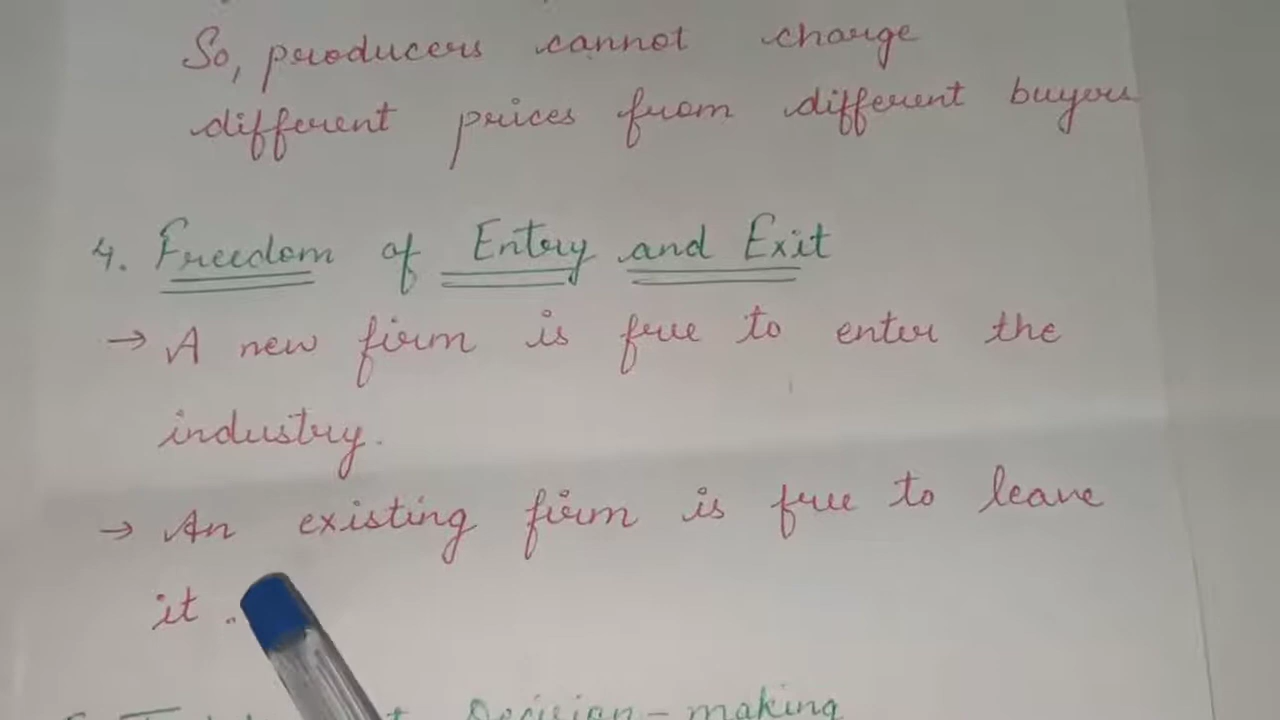 So, producers cannot charge
different prices from different buyers
4. Freedom of Entry and Exit
→ A new firm is free to enter the
industry.
→ An existing firm is free to leave
it.
Decision-making